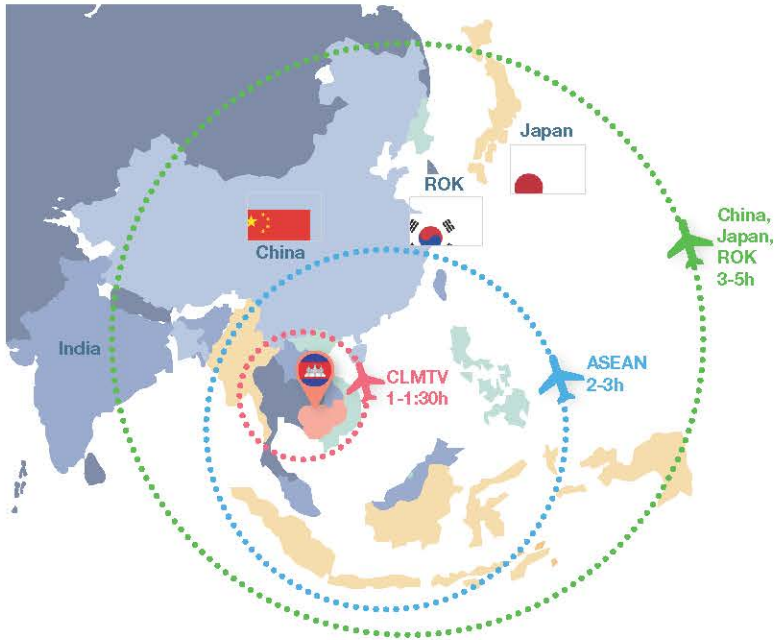 Japan
ROK
China
India
China,
Japan,
ROK
3-5h
ASEAN
2-3h
CLMTV
1-1:30h